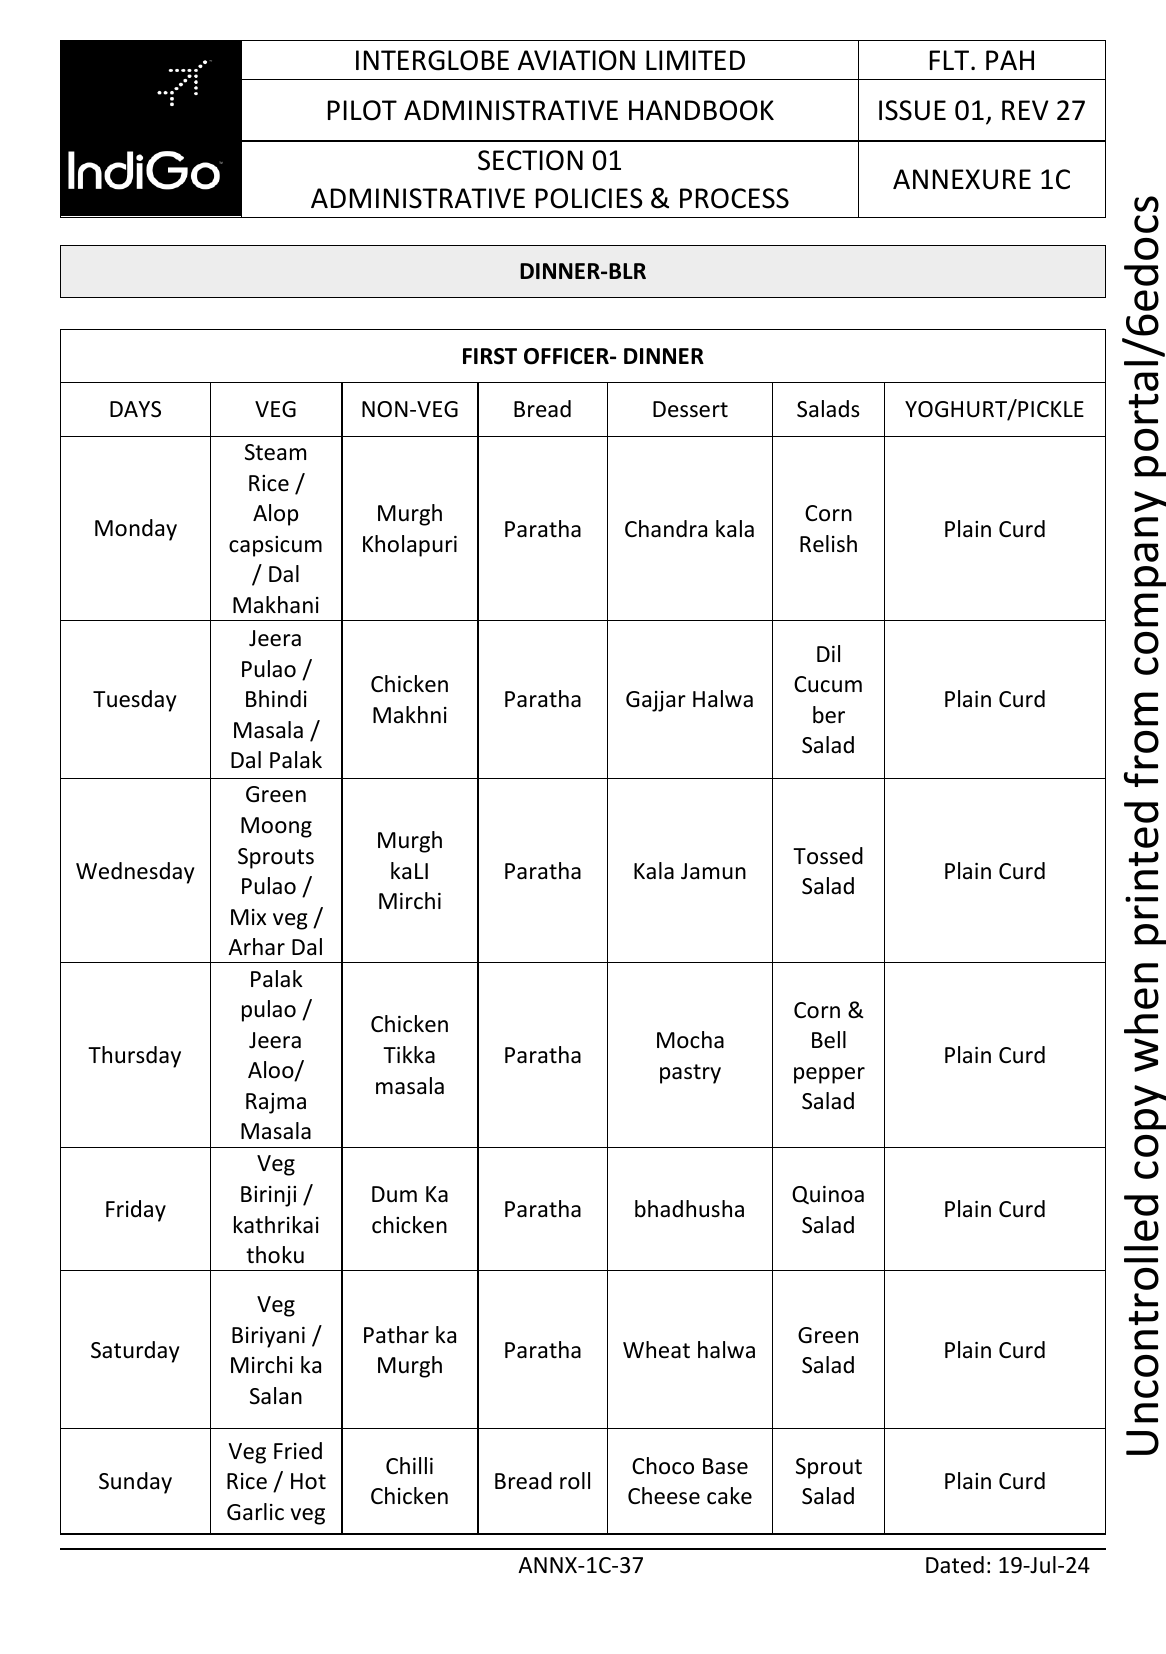 IndiGo
INTERGLOBE AVIATION LIMITED
FLT. PAH
PILOT ADMINISTRATIVE HANDBOOK
ISSUE 01, REV 27
SECTION 01
ADMINISTRATIVE POLICIES & PROCESS
ANNEXURE 1C
DINNER-BLR
FIRST OFFICER- DINNER
DAYS
VEG
NON-VEG
Bread
Dessert
Salads
YOGHURT/PICKLE
Monday
Steam
Rice /
Alop
capsicum
/ Dal
Makhani
Murgh
Kholapuri
Paratha
Chandra kala
Corn
Relish
Plain Curd
Tuesday
Jeera
Pulao /
Bhindi
Masala /
Dal Palak
Chicken
Makhni
Paratha
Gajjar Halwa
Dil
Cucum
ber
Salad
Plain Curd
Wednesday
Green
Moong
Sprouts
Pulao /
Mix veg /
Arhar Dal
Murgh
kaLI
Mirchi
Paratha
Kala Jamun
Tossed
Salad
Plain Curd
Thursday
Palak
pulao /
Jeera
Aloo/
Rajma
Masala
Chicken
Tikka
masala
Paratha
Mocha
pastry
Corn &
Bell
pepper
Salad
Plain Curd
Friday
Veg
Birinji /
kathrikai
thoku
Dum Ka
chicken
Paratha
bhadhusha
Quinoa
Salad
Plain Curd
Saturday
Veg
Biriyani /
Mirchi ka
Salan
Pathar ka
Murgh
Paratha
Wheat halwa
Green
Salad
Plain Curd
Sunday
Veg Fried
Rice / Hot
Garlic veg
Chilli
Chicken
Bread roll
Choco Base
Cheese cake
Sprout
Salad
Plain Curd
ANNX-1C-37
Dated: 19-Jul-24
Uncontrolled copy when printed from company portal/6edocs